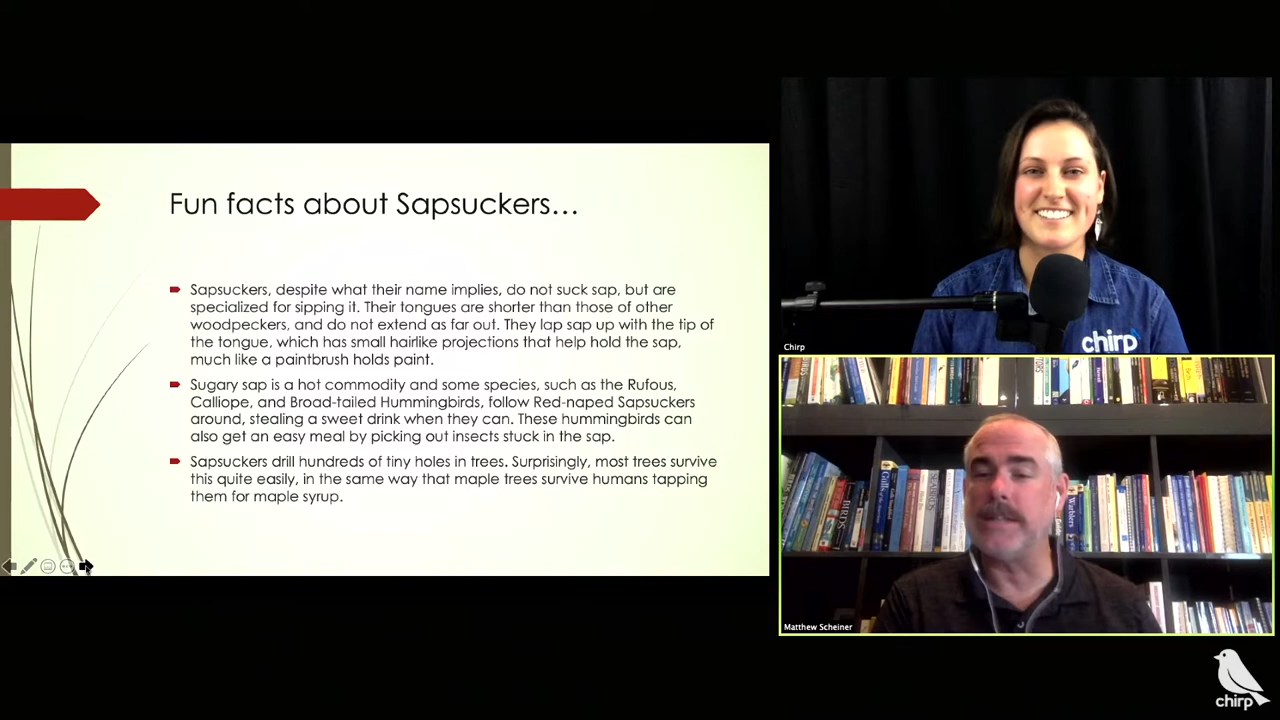 Fun facts about Sapsuckers...
Sapsuckers, despite what their name implies, do not suck sap, but are
specialized for sipping it. Their tongues are shorter than those of other
woodpeckers, and do not extend as far out. They lap sap up with the tip of
the tongue, which has small hairlike projections that help hold the sap,
much like a paintbrush holds paint.
Sugary sap is a hot commodity and some species, such as the Rufous,
Calliope, and Broad-tailed Hummingbirds, follow Red-naped Sapsuckers
around, stealing a sweet drink when they can. These hummingbirds can
also get an easy meal by picking out insects stuck in the sap.
Sapsuckers drill hundreds of tiny holes in trees. Surprisingly, most trees survive
this quite easily, in the same way that maple trees survive humans tapping
them for maple syrup.
chirp
Chirp
BIRDS
Gulls
Warblers
Matthew Scheiner
chirp